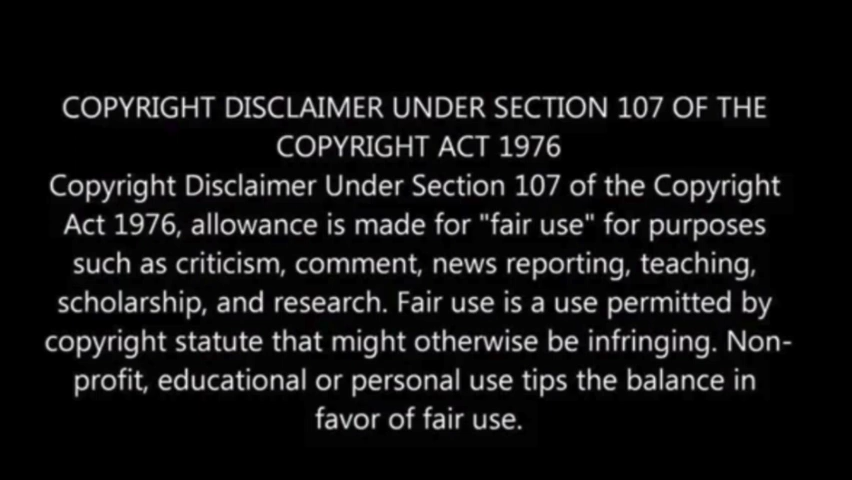 COPYRIGHT DISCLAIMER UNDER SECTION 107 OF THE
COPYRIGHT ACT 1976
Copyright Disclaimer Under Section 107 of the Copyright
Act 1976, allowance is made for "fair use" for purposes
such as criticism, comment, news reporting, teaching,
scholarship, and research. Fair use is a use permitted by
copyright statute that might otherwise be infringing. Non-
profit, educational or personal use tips the balance in
favor of fair use.